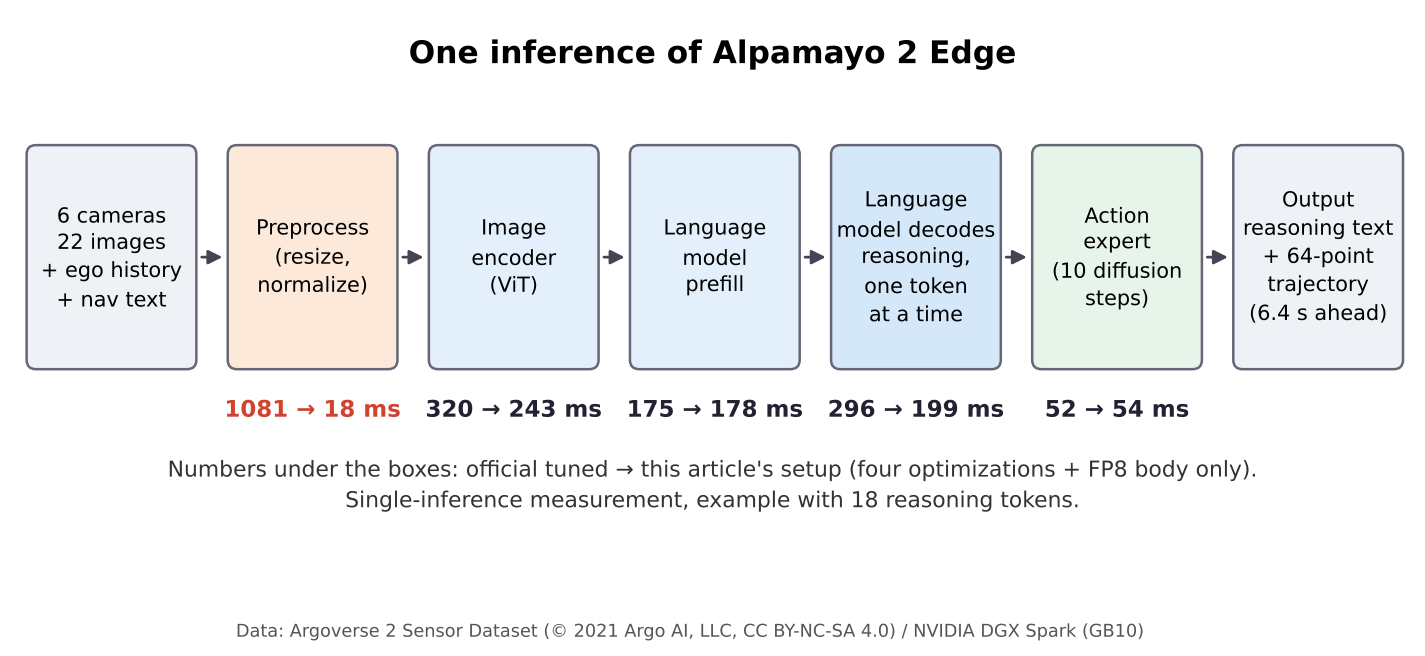 One inference of Alpamayo 2 Edge
6 cameras
22 images
+ ego history
+ nav text
Preprocess
(resize,
normalize)
Image
encoder
(ViT)
Language
model
prefill
Language
model decodes
reasoning,
one token
at a time
Action
expert
(10 diffusion
steps)
Output
reasoning text
+ 64-point
trajectory
(6.4 s ahead)
1081 → 18 ms
320 → 243 ms
175 → 178 ms
296 → 199 ms
52 → 54 ms
Numbers under the boxes: official tuned → this article's setup (four optimizations + FP8 body only).
Single-inference measurement, example with 18 reasoning tokens.
Data: Argoverse 2 Sensor Dataset (© 2021 Argo AI, LLC, CC BY-NC-SA 4.0) / NVIDIA DGX Spark (GB10)